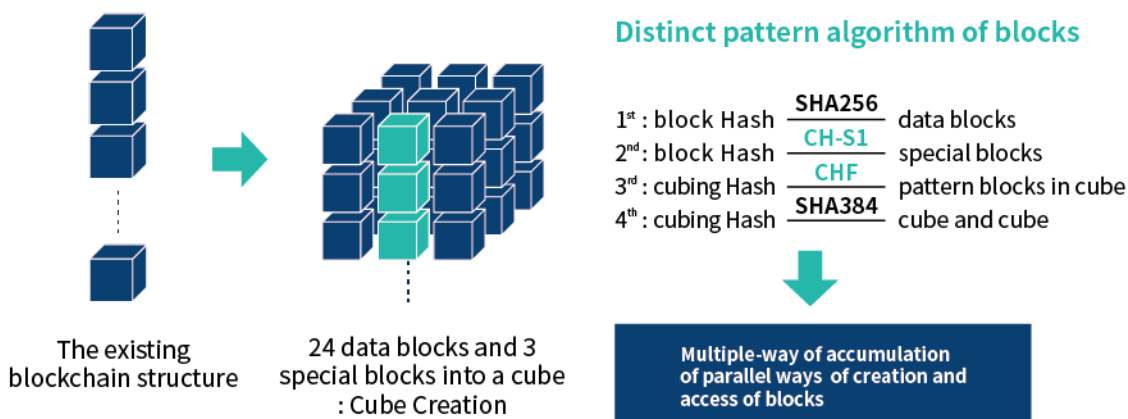 Distinct pattern algorithm of blocks
1st : block Hash SHA256 data blocks
2nd : block Hash CH-S1 special blocks
3rd : cubing Hash CHF pattern blocks in cube
4th : cubing Hash SHA384 cube and cube
The existing
blockchain structure
24 data blocks and 3
special blocks into a cube
: Cube Creation
Multiple-way of accumulation
of parallel ways of creation and
access of blocks